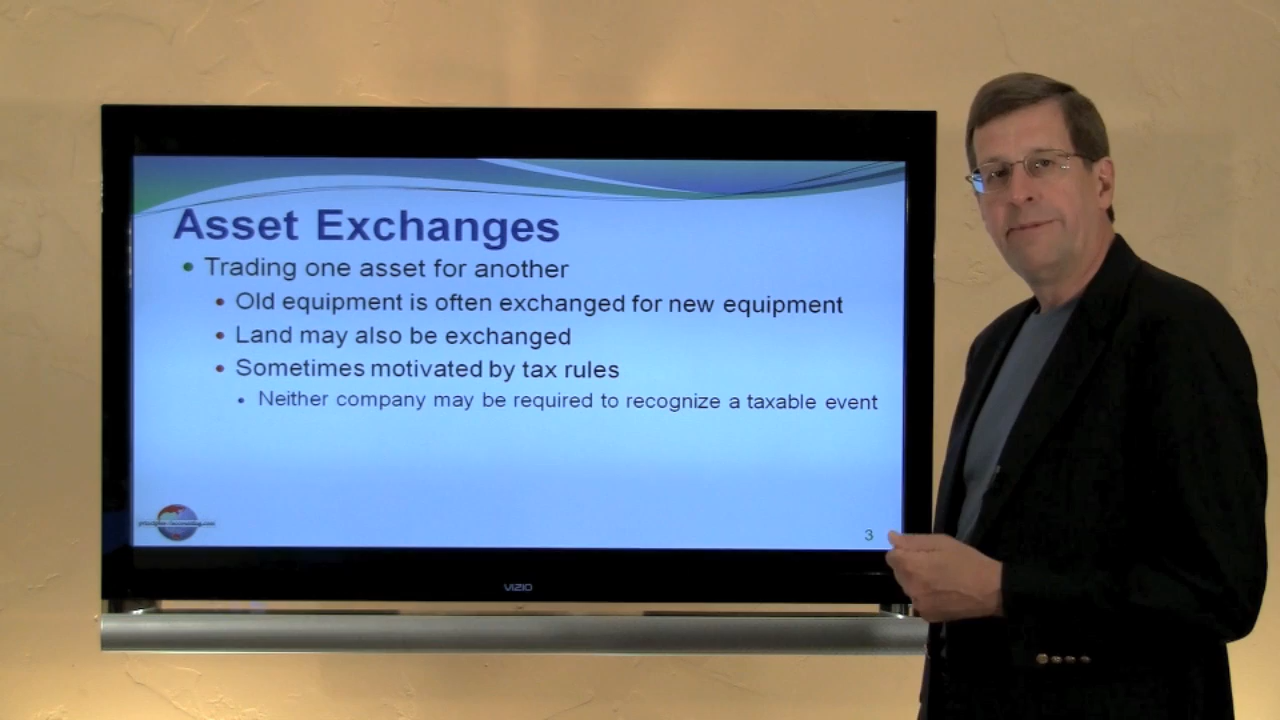 Asset Exchanges
• Trading one asset for another
• Old equipment is often exchanged for new equipment
• Land may also be exchanged
• Sometimes motivated by tax rules
• Neither company may be required to recognize a taxable event
3
VIZIO